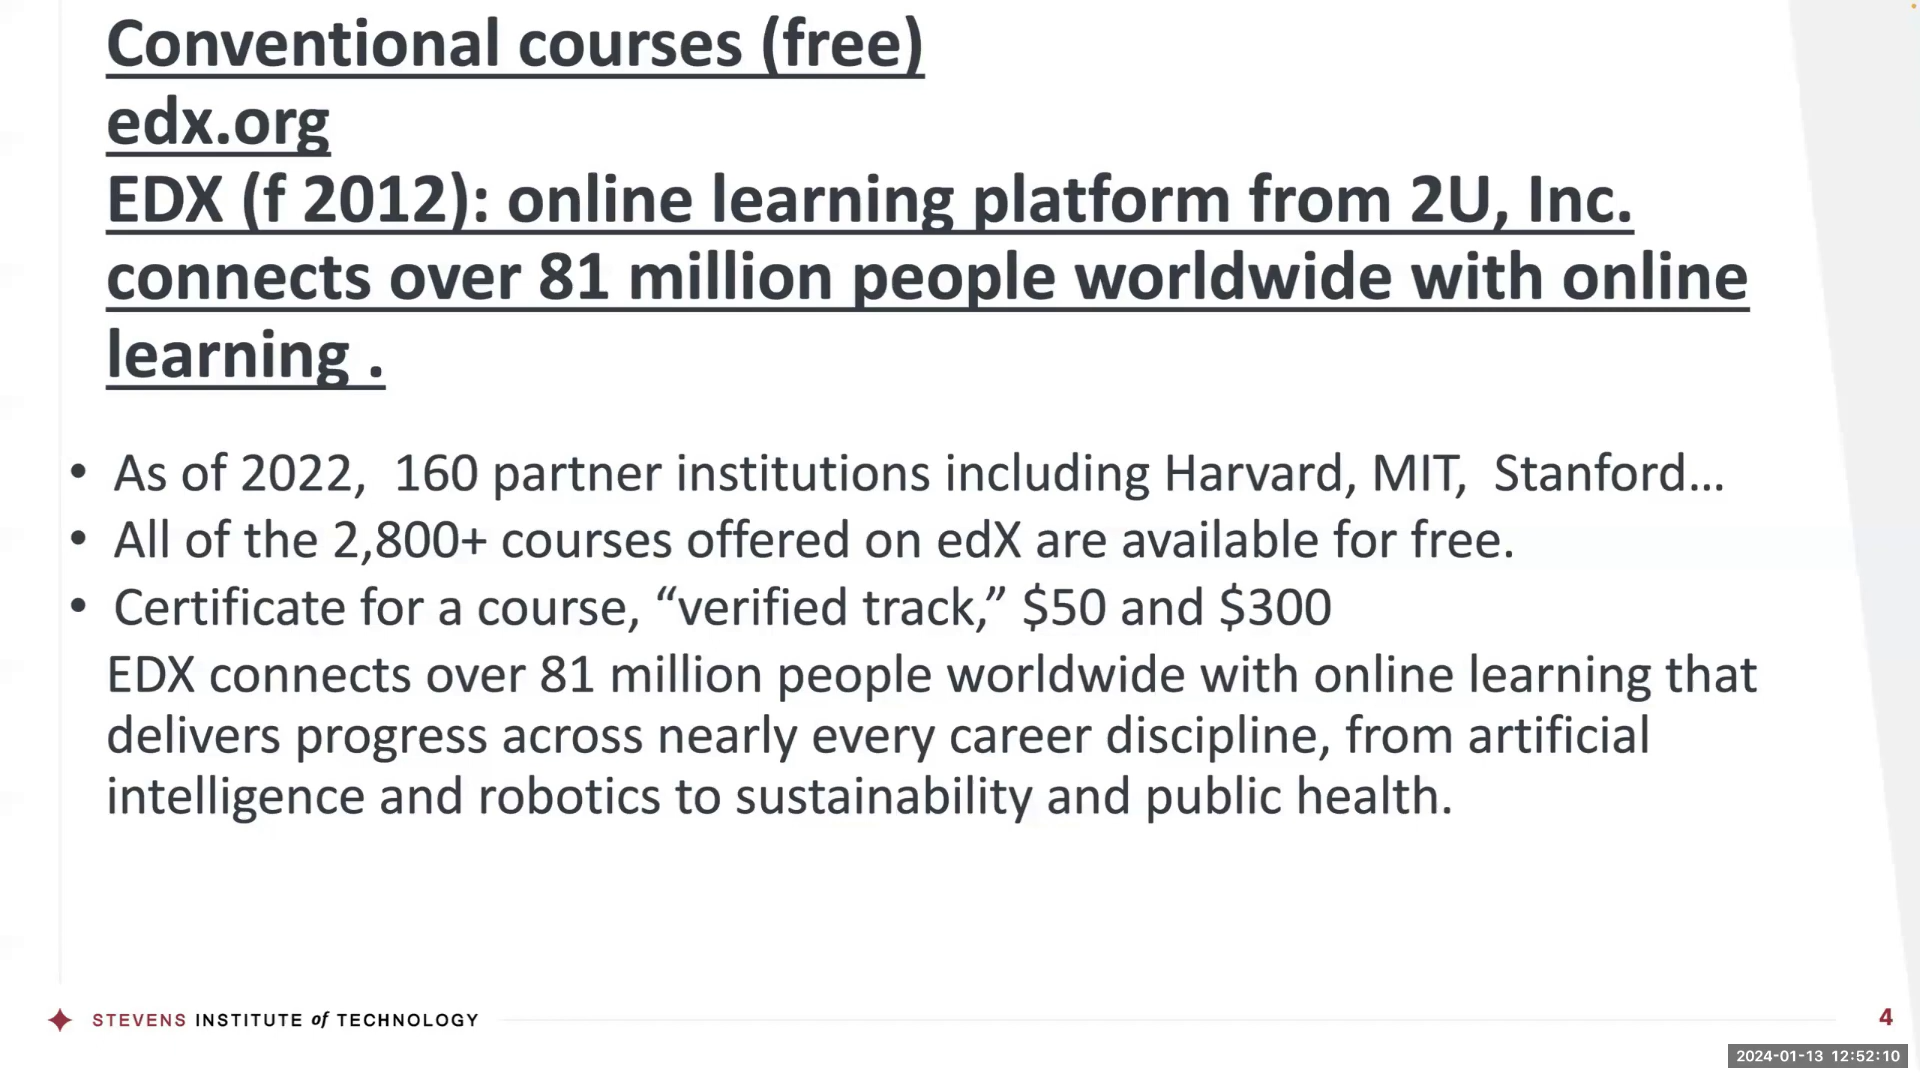 Conventional courses (free)
edx.org
EDX (f 2012): online learning platform from 2U, Inc.
connects over 81 million people worldwide with online
learning .
• As of 2022,  160 partner institutions including Harvard, MIT,  Stanford…
• All of the 2,800+ courses offered on edX are available for free.
• Certificate for a course, “verified track,” $50 and $300
EDX connects over 81 million people worldwide with online learning that
delivers progress across nearly every career discipline, from artificial
intelligence and robotics to sustainability and public health.
STEVENS INSTITUTE of TECHNOLOGY
4
2024-01-13 12:52:10